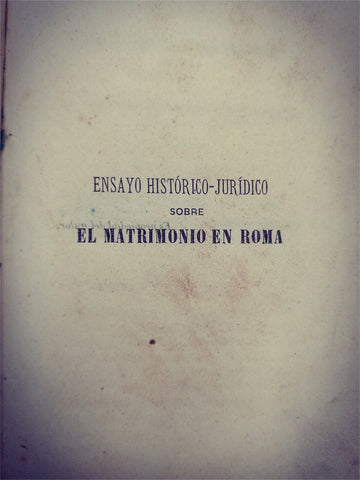 ENSAYO HISTÓRICO-JURÍDICO
SOBRE
EL MATRIMONIO EN ROMA